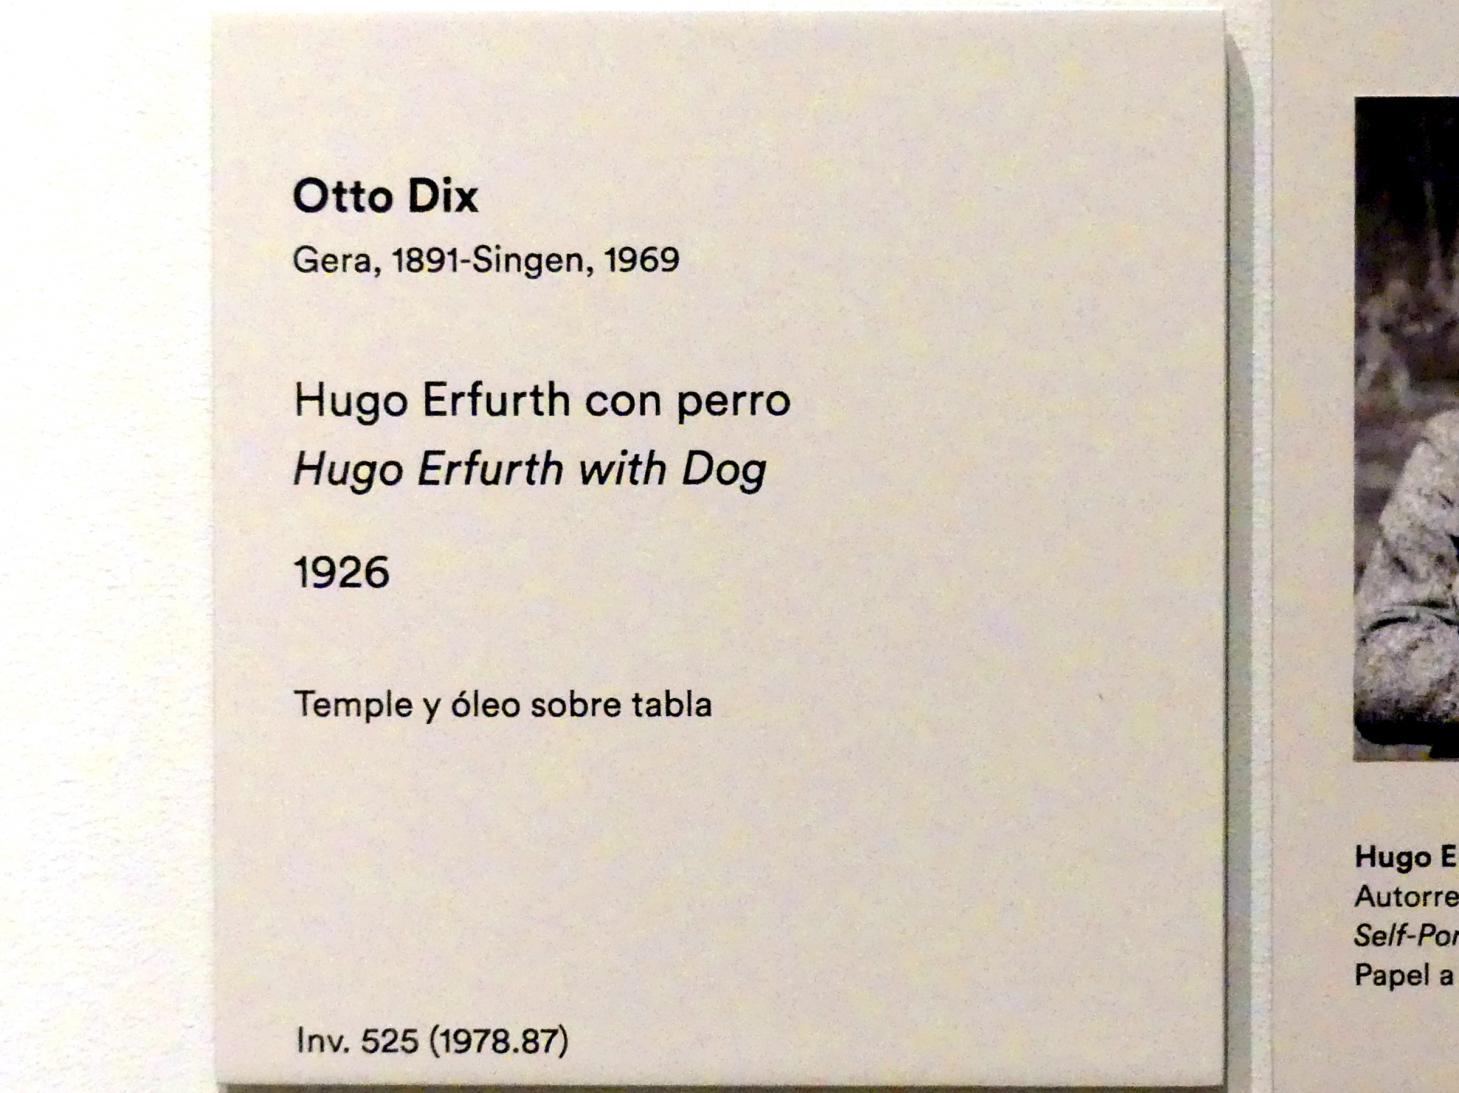 Otto Dix
Gera, 1891-Singen, 1969
Hugo Erfurth con perro
Hugo Erfurth with Dog
1926
Temple y óleo sobre tabla
Inv. 525 (1978.87)
Hugo E
Autorre
Self-Por
Papel a